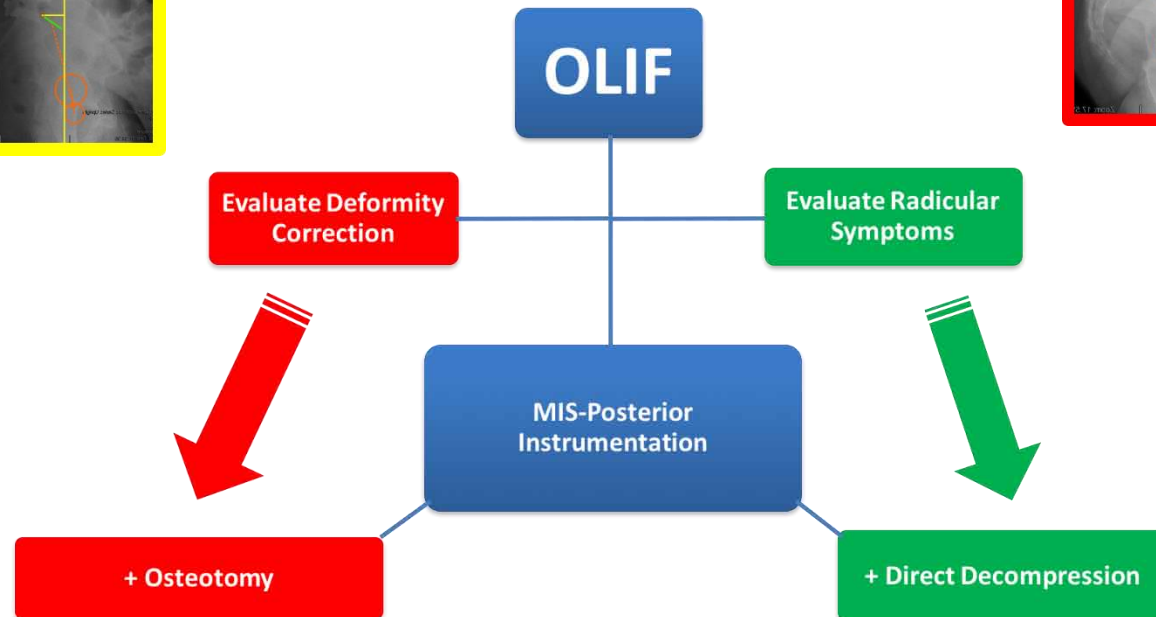 OLIF
Evaluate Deformity
Correction
Evaluate Radicular
Symptoms
MIS-Posterior
Instrumentation
+ Osteotomy
+ Direct Decompression